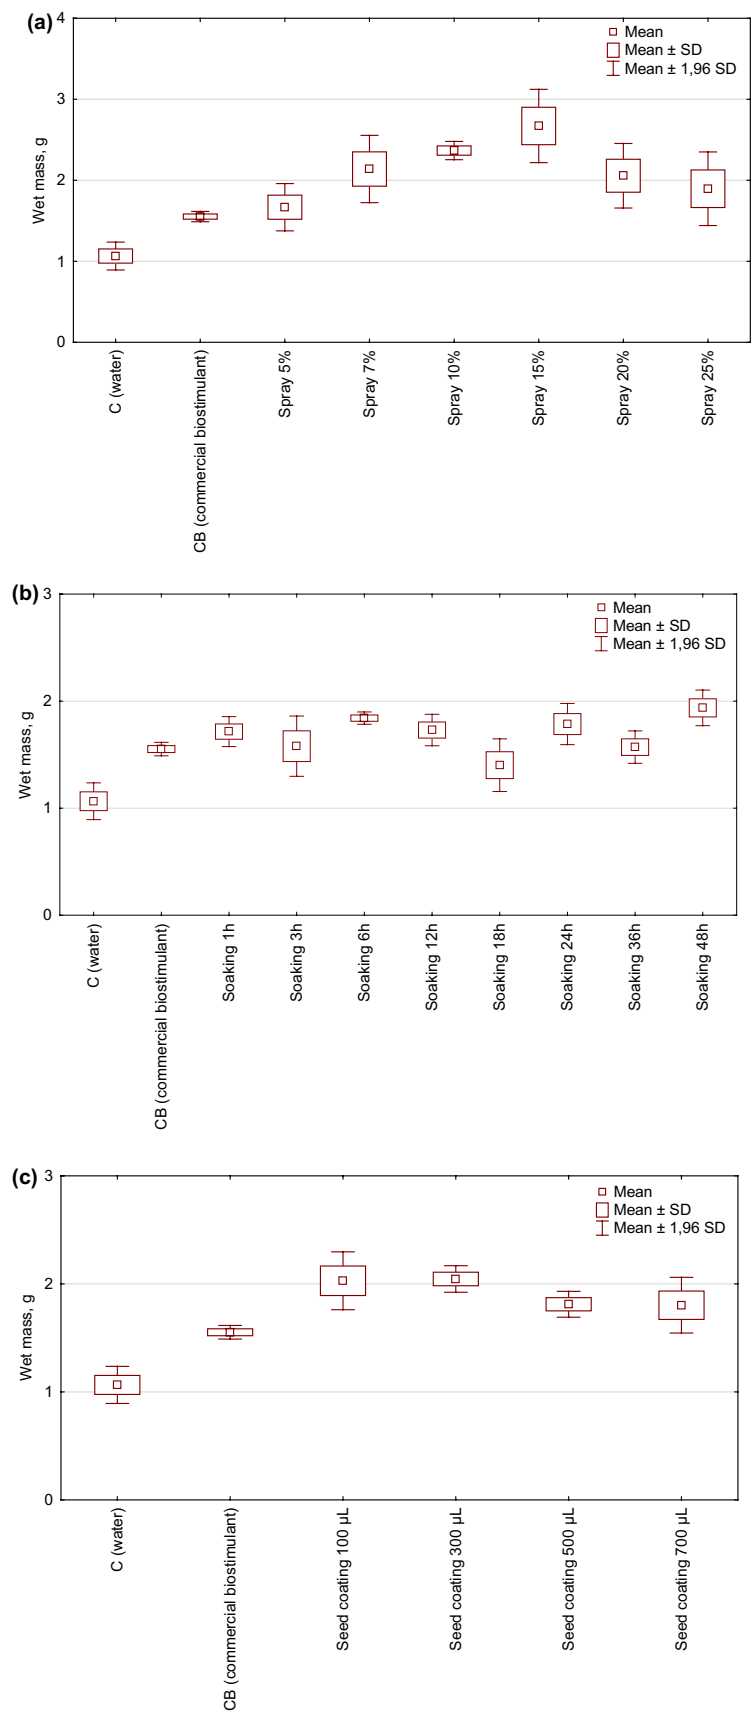 (a)
4
3
2
1
0
Wet mass, g
Mean
Mean ± SD
Mean ± 1,96 SD
C (water)
CB (commercial biostimulant)
Spray 5%
Spray 7%
Spray 10%
Spray 15%
Spray 20%
Spray 25%
(b)
3
2
1
0
Wet mass, g
Mean
Mean ± SD
Mean ± 1,96 SD
C (water)
CB (commercial biostimulant)
Soaking 1h
Soaking 3h
Soaking 6h
Soaking 12h
Soaking 18h
Soaking 24h
Soaking 36h
Soaking 48h
(c)
3
2
1
0
Wet mass, g
Mean
Mean ± SD
Mean ± 1,96 SD
C (water)
CB (commercial biostimulant)
Seed coating 100 µL
Seed coating 300 µL
Seed coating 500 µL
Seed coating 700 µL